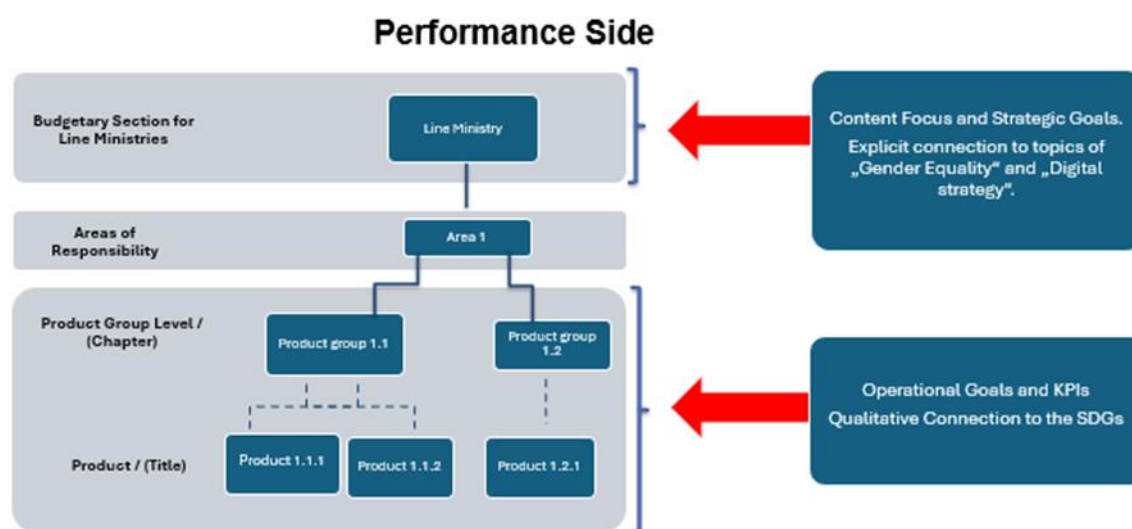 Performance Side
Budgetary Section for
Line Ministries
Line Ministry
Content Focus and Strategic Goals.
Explicit connection to topics of
„Gender Equality“ and „Digital
strategy“.
Areas of
Responsibility
Area 1
Product Group Level /
(Chapter)
Product group 1.1
Product group
1.2
Operational Goals and KPIs
Qualitative Connection to the SDGs
Product / (Title)
Product 1.1.1
Product 1.1.2
Product 1.2.1